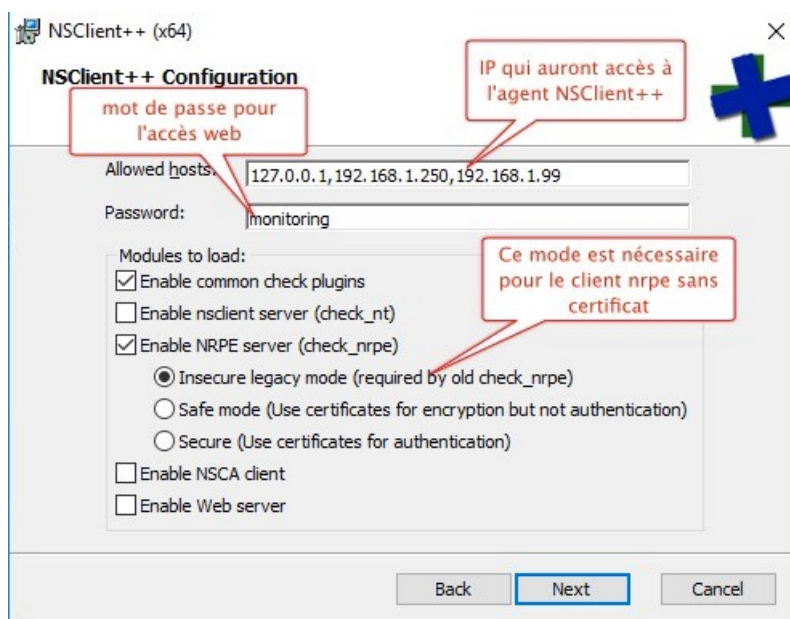 NSClient++ (x64)
NSClient++ Configuration
IP qui auront accès à
l'agent NSClient++
mot de passe pour
l'accès web
Allowed hosts:
127.0.0.1,192.168.1.250,192.168.1.99
Password:
monitoring
Modules to load:
Ce mode est nécessaire
pour le client nrpe sans
certificat
Enable common check plugins
Enable nsclient server (check_nt)
Enable NRPE server (check_nrpe)
Insecure legacy mode (required by old check_nrpe)
Safe mode (Use certificates for encryption but not authentication)
Secure (Use certificates for authentication)
Enable NSCA client
Enable Web server
Back
Next
Cancel